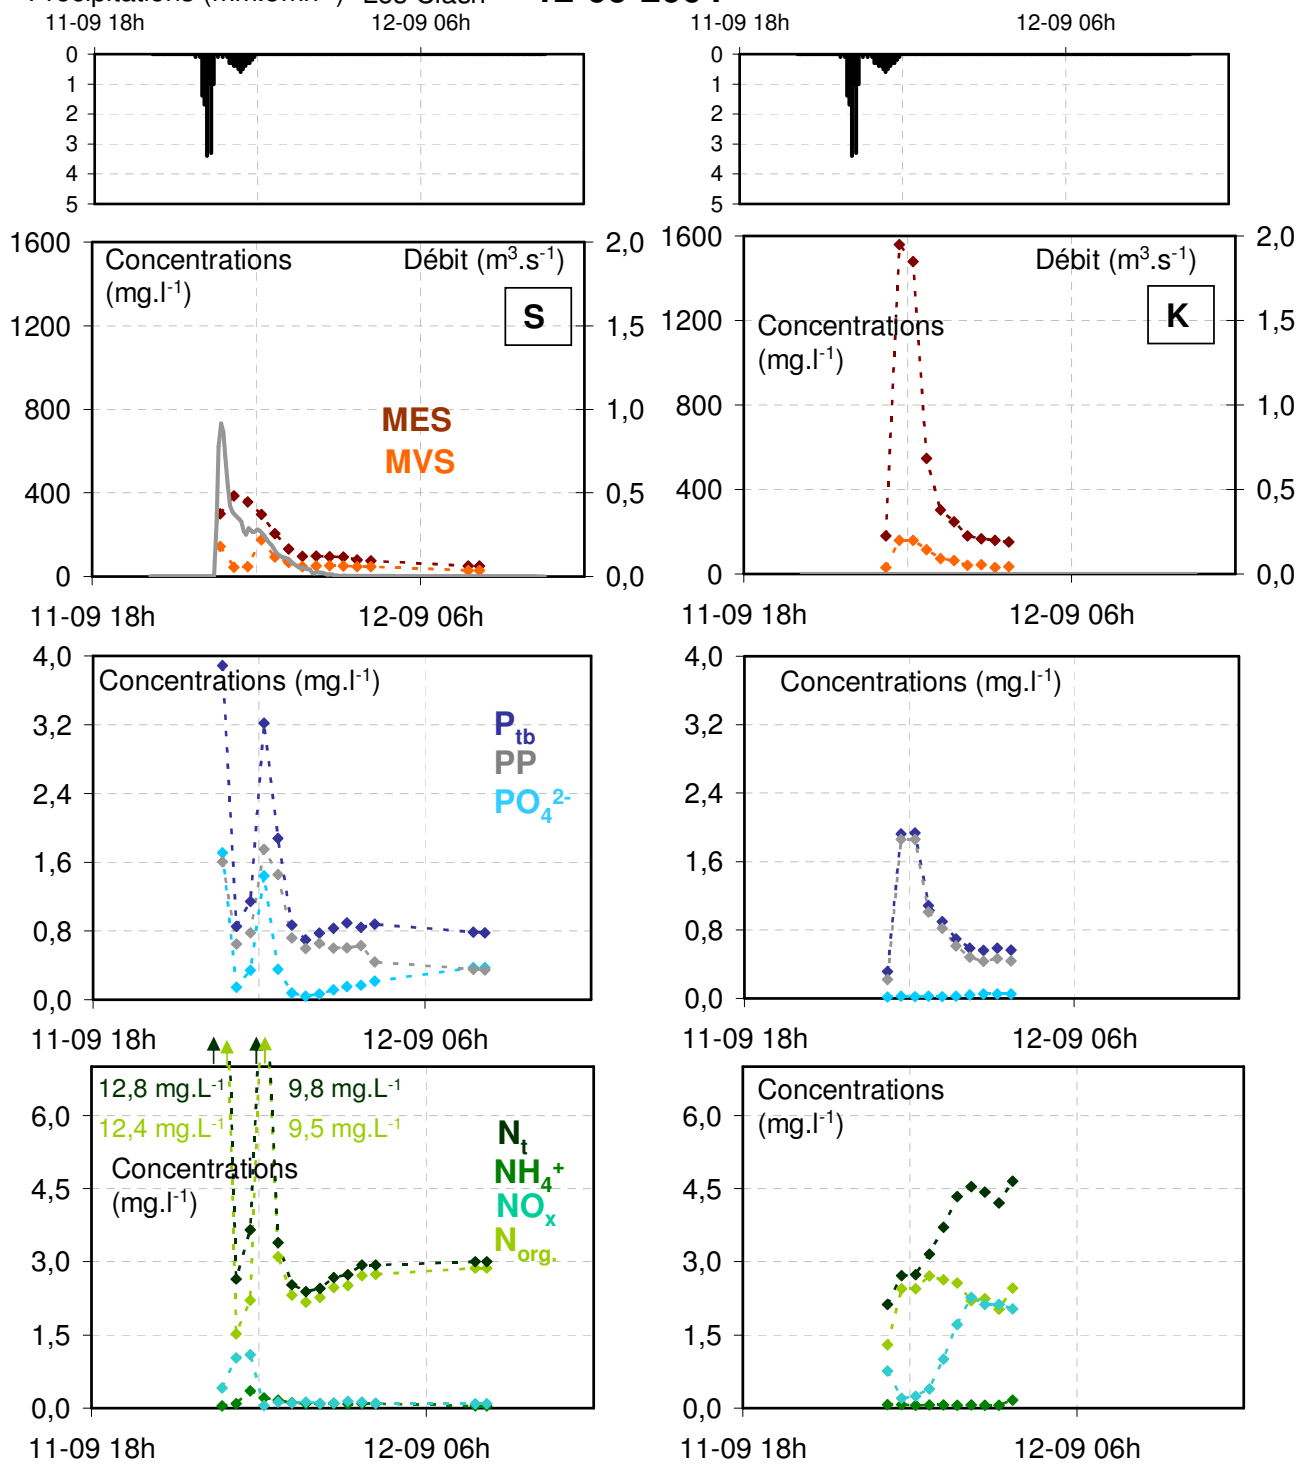 11-09 18h 12-09 06h
11-09 18h 12-09 06h
0
1
2
3
4
5
0
1
2
3
4
5
1600
1200
800
400
0
Concentrations
(mg.l⁻¹)
Débit (m³.s⁻¹)
S
MES
MVS
2,0
1,5
1,0
0,5
0,0
11-09 18h 12-09 06h
1600
1200
800
400
0
Débit (m³.s⁻¹)
K
Concentrations
(mg.l⁻¹)
2,0
1,5
1,0
0,5
0,0
11-09 18h 12-09 06h
4,0
3,2
2,4
1,6
0,8
0,0
Concentrations (mg.l⁻¹)
P_tb
PP
PO₄²⁻
11-09 18h 12-09 06h
4,0
3,2
2,4
1,6
0,8
0,0
Concentrations (mg.l⁻¹)
11-09 18h 12-09 06h
12,8 mg.L⁻¹ 9,8 mg.L⁻¹
12,4 mg.L⁻¹ 9,5 mg.L⁻¹
Concentrations
(mg.l⁻¹)
N_t
NH₄⁺
NO_x
N_org.
6,0
4,5
3,0
1,5
0,0
11-09 18h 12-09 06h
Concentrations
(mg.l⁻¹)
6,0
4,5
3,0
1,5
0,0
11-09 18h 12-09 06h